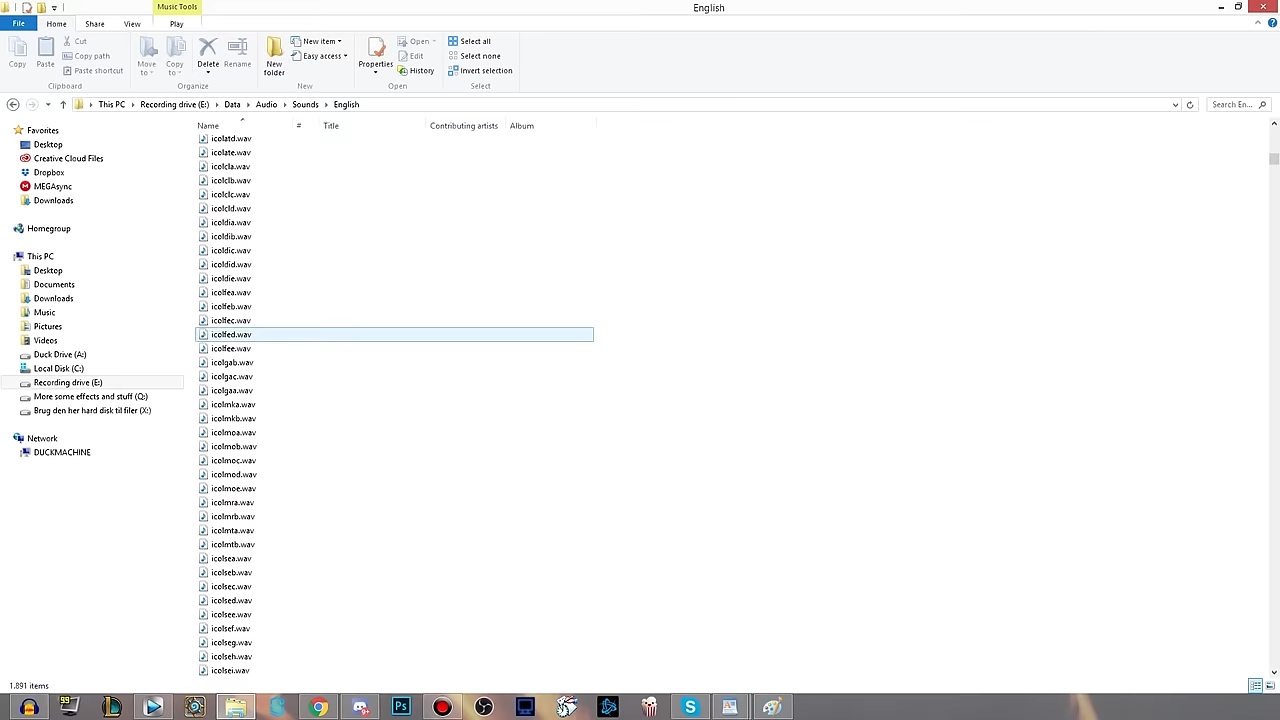 Music Tools
English
File Home Share View Play
Copy
Paste
Cut
Copy path
Paste shortcut
Clipboard
Move to
Copy to
Delete
Rename
Organize
New folder
New item
Easy access
New
Properties
Open
Edit
History
Open
Select all
Select none
Invert selection
Select
This PC Recording drive (E:) Data Audio Sounds English
Search En...
Name # Title Contributing artists Album
Favorites
Desktop
Creative Cloud Files
Dropbox
MEGAsync
Downloads
Homegroup
This PC
Desktop
Documents
Downloads
Music
Pictures
Videos
Duck Drive (A:)
Local Disk (C:)
Recording drive (E:)
More some effects and stuff (Q:)
Brug den her hard disk til filer (X:)
Network
DUCKMACHINE
icolatd.wav
icolate.wav
icolcla.wav
icolclb.wav
icolclc.wav
icolcld.wav
icoldia.wav
icoldib.wav
icoldic.wav
icoldid.wav
icoldie.wav
icolfea.wav
icolfeb.wav
icolfec.wav
icolfed.wav
icolfee.wav
icolgab.wav
icolgac.wav
icolgaa.wav
icolmka.wav
icolmkb.wav
icolmoa.wav
icolmob.wav
icolmoc.wav
icolmod.wav
icolmoe.wav
icolmra.wav
icolmrb.wav
icolmta.wav
icolmtb.wav
icolsea.wav
icolseb.wav
icolsec.wav
icolsed.wav
icolsee.wav
icolsef.wav
icolseg.wav
icolseh.wav
icolsei.wav
1.891 items
99
Ps